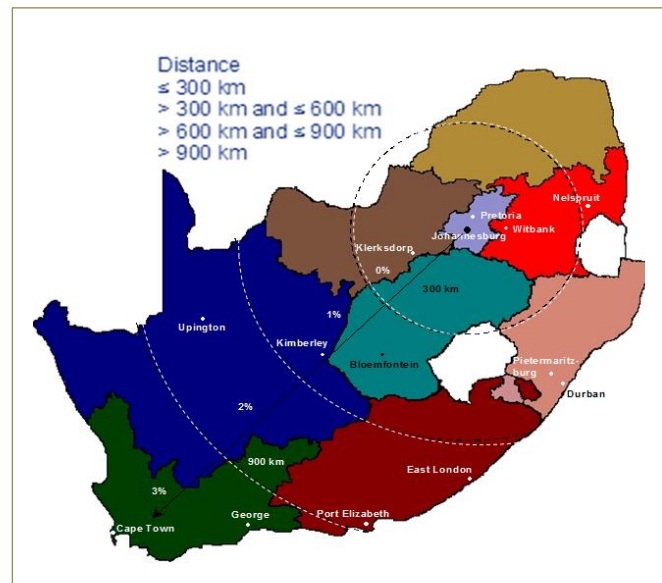 Distance
≤ 300 km
> 300 km and ≤ 600 km
> 600 km and ≤ 900 km
> 900 km
Nelspruit
Pretoria
Johannesburg
Witbank
Klerksdorp
0%
300 km
1%
Upington
Kimberley
Bloemfontein
Pietermaritz-
burg
Durban
2%
900 km
East London
3%
George
Port Elizabeth
Cape Town